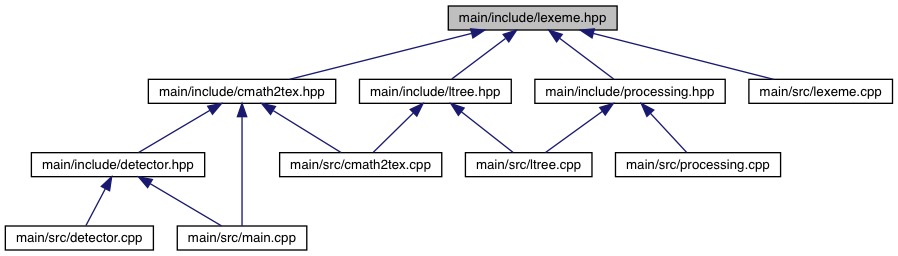 main/include/lexeme.hpp
main/include/cmath2tex.hpp
main/include/ltree.hpp
main/include/processing.hpp
main/src/lexeme.cpp
main/include/detector.hpp
main/src/cmath2tex.cpp
main/src/ltree.cpp
main/src/processing.cpp
main/src/detector.cpp
main/src/main.cpp